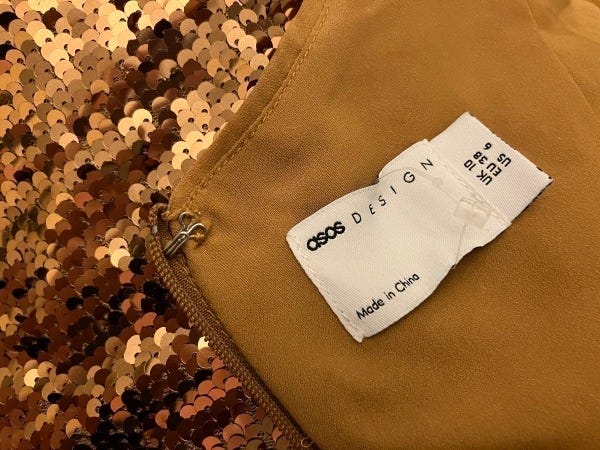 asos DESIGN
Made in China
UK 10
EU 38
US 6